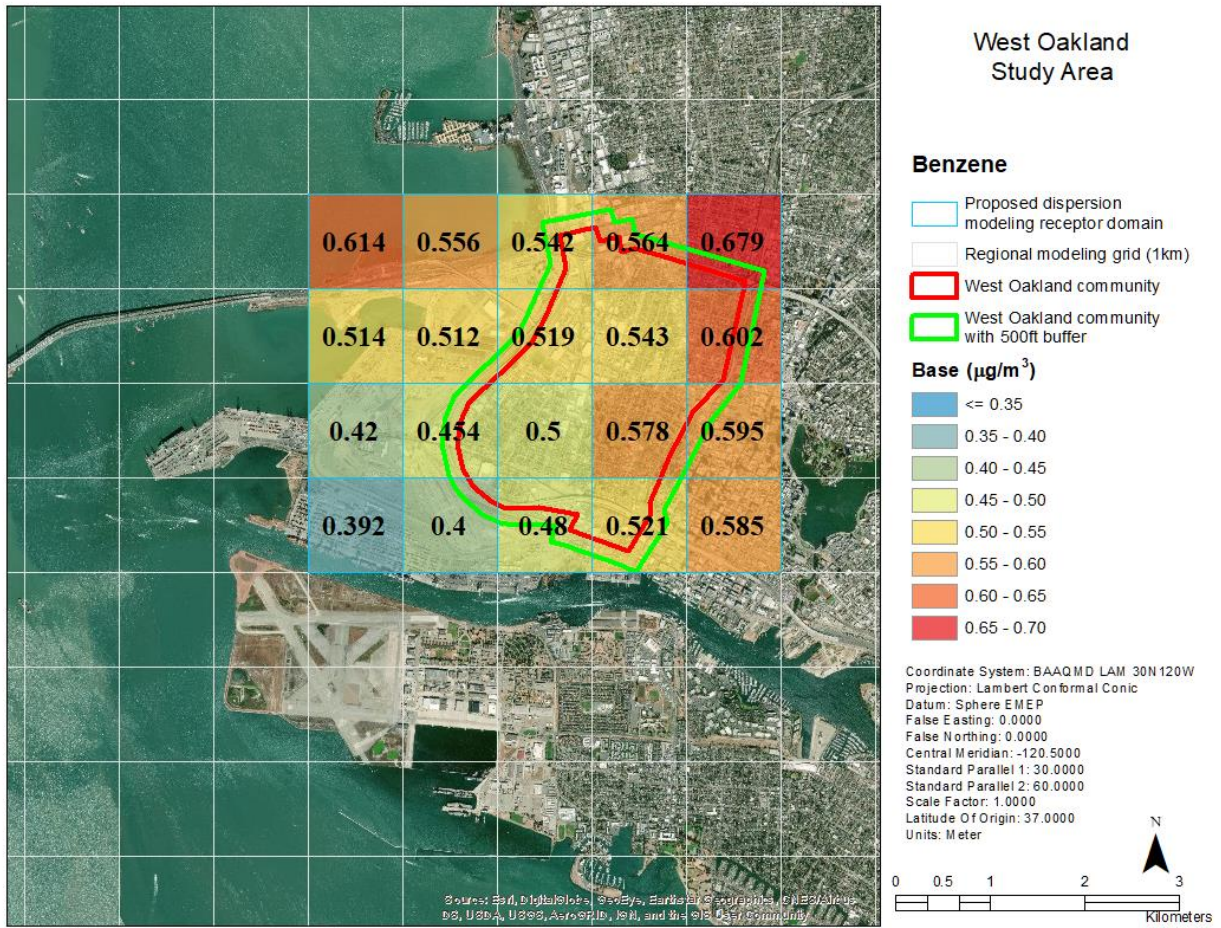 West Oakland
Study Area
Benzene
Proposed dispersion
modeling receptor domain
Regional modeling grid (1km)
West Oakland community
West Oakland community
with 500ft buffer
Base (μg/m³)
<= 0.35
0.35 - 0.40
0.40 - 0.45
0.45 - 0.50
0.50 - 0.55
0.55 - 0.60
0.60 - 0.65
0.65 - 0.70
0.614 0.556 0.542 0.564 0.679
0.514 0.512 0.519 0.543 0.602
0.42 0.454 0.5 0.578 0.595
0.392 0.4 0.48 0.521 0.585
Coordinate System: BAAQMD LAM 30N120W
Projection: Lambert Conformal Conic
Datum: Sphere EMEP
False Easting: 0.0000
False Northing: 0.0000
Central Meridian: -120.5000
Standard Parallel 1: 30.0000
Standard Parallel 2: 60.0000
Scale Factor: 1.0000
Latitude Of Origin: 37.0000
Units: Meter
N
0 0.5 1 2 3
Kilometers
Source: Esri, DigitalGlobe, GeoEye, Earthstar Geographics, CNES/Airbus
DS, USDA, USGS, AeroGRID, IGN, and the GIS User Community